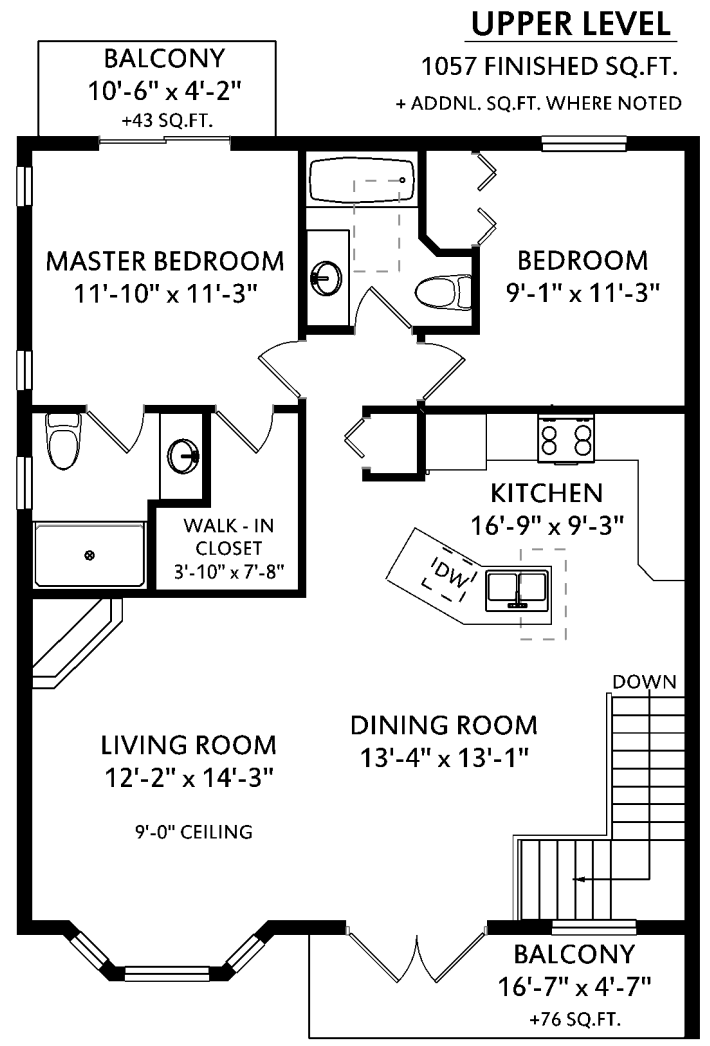 UPPER LEVEL
1057 FINISHED SQ.FT.
+ ADDNL. SQ.FT. WHERE NOTED
BALCONY
10'-6" x 4'-2"
+43 SQ.FT.
MASTER BEDROOM
11'-10" x 11'-3"
BEDROOM
9'-1" x 11'-3"
KITCHEN
16'-9" x 9'-3"
WALK - IN
CLOSET
3'-10" x 7'-8"
DW
DOWN
LIVING ROOM
12'-2" x 14'-3"
9'-0" CEILING
DINING ROOM
13'-4" x 13'-1"
BALCONY
16'-7" x 4'-7"
+76 SQ.FT.